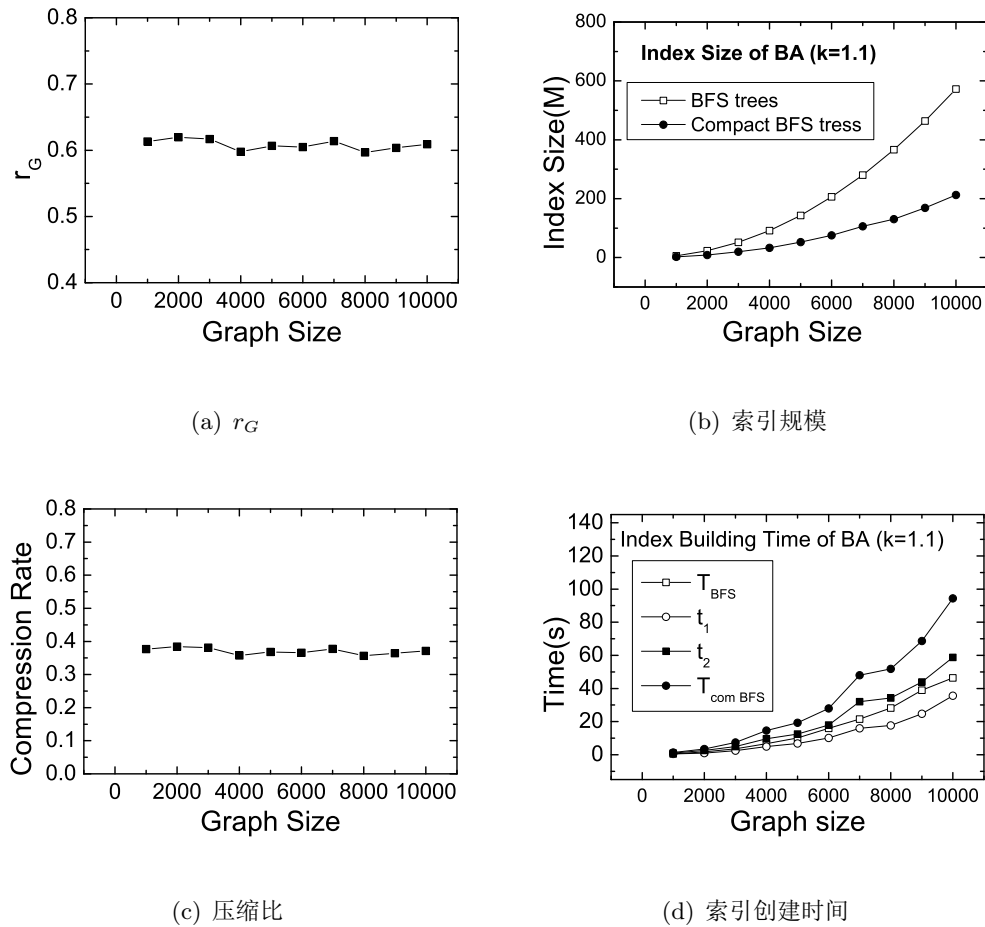 0.8
0.7
0.6
0.5
0.4
r_G
0 2000 4000 6000 8000 10000
Graph Size
(a) r_G
800
600
400
200
0
Index Size(M)
Index Size of BA (k=1.1)
BFS trees
Compact BFS tress
0 2000 4000 6000 8000 10000
Graph Size
(b) 索引规模
0.8
0.7
0.6
0.5
0.4
0.3
0.2
0.1
0.0
Compression Rate
0 2000 4000 6000 8000 10000
Graph Size
(c) 压缩比
140
120
100
80
60
40
20
0
Time(s)
Index Building Time of BA (k=1.1)
T_BFS
t_1
t_2
T_com BFS
0 2000 4000 6000 8000 10000
Graph size
(d) 索引创建时间